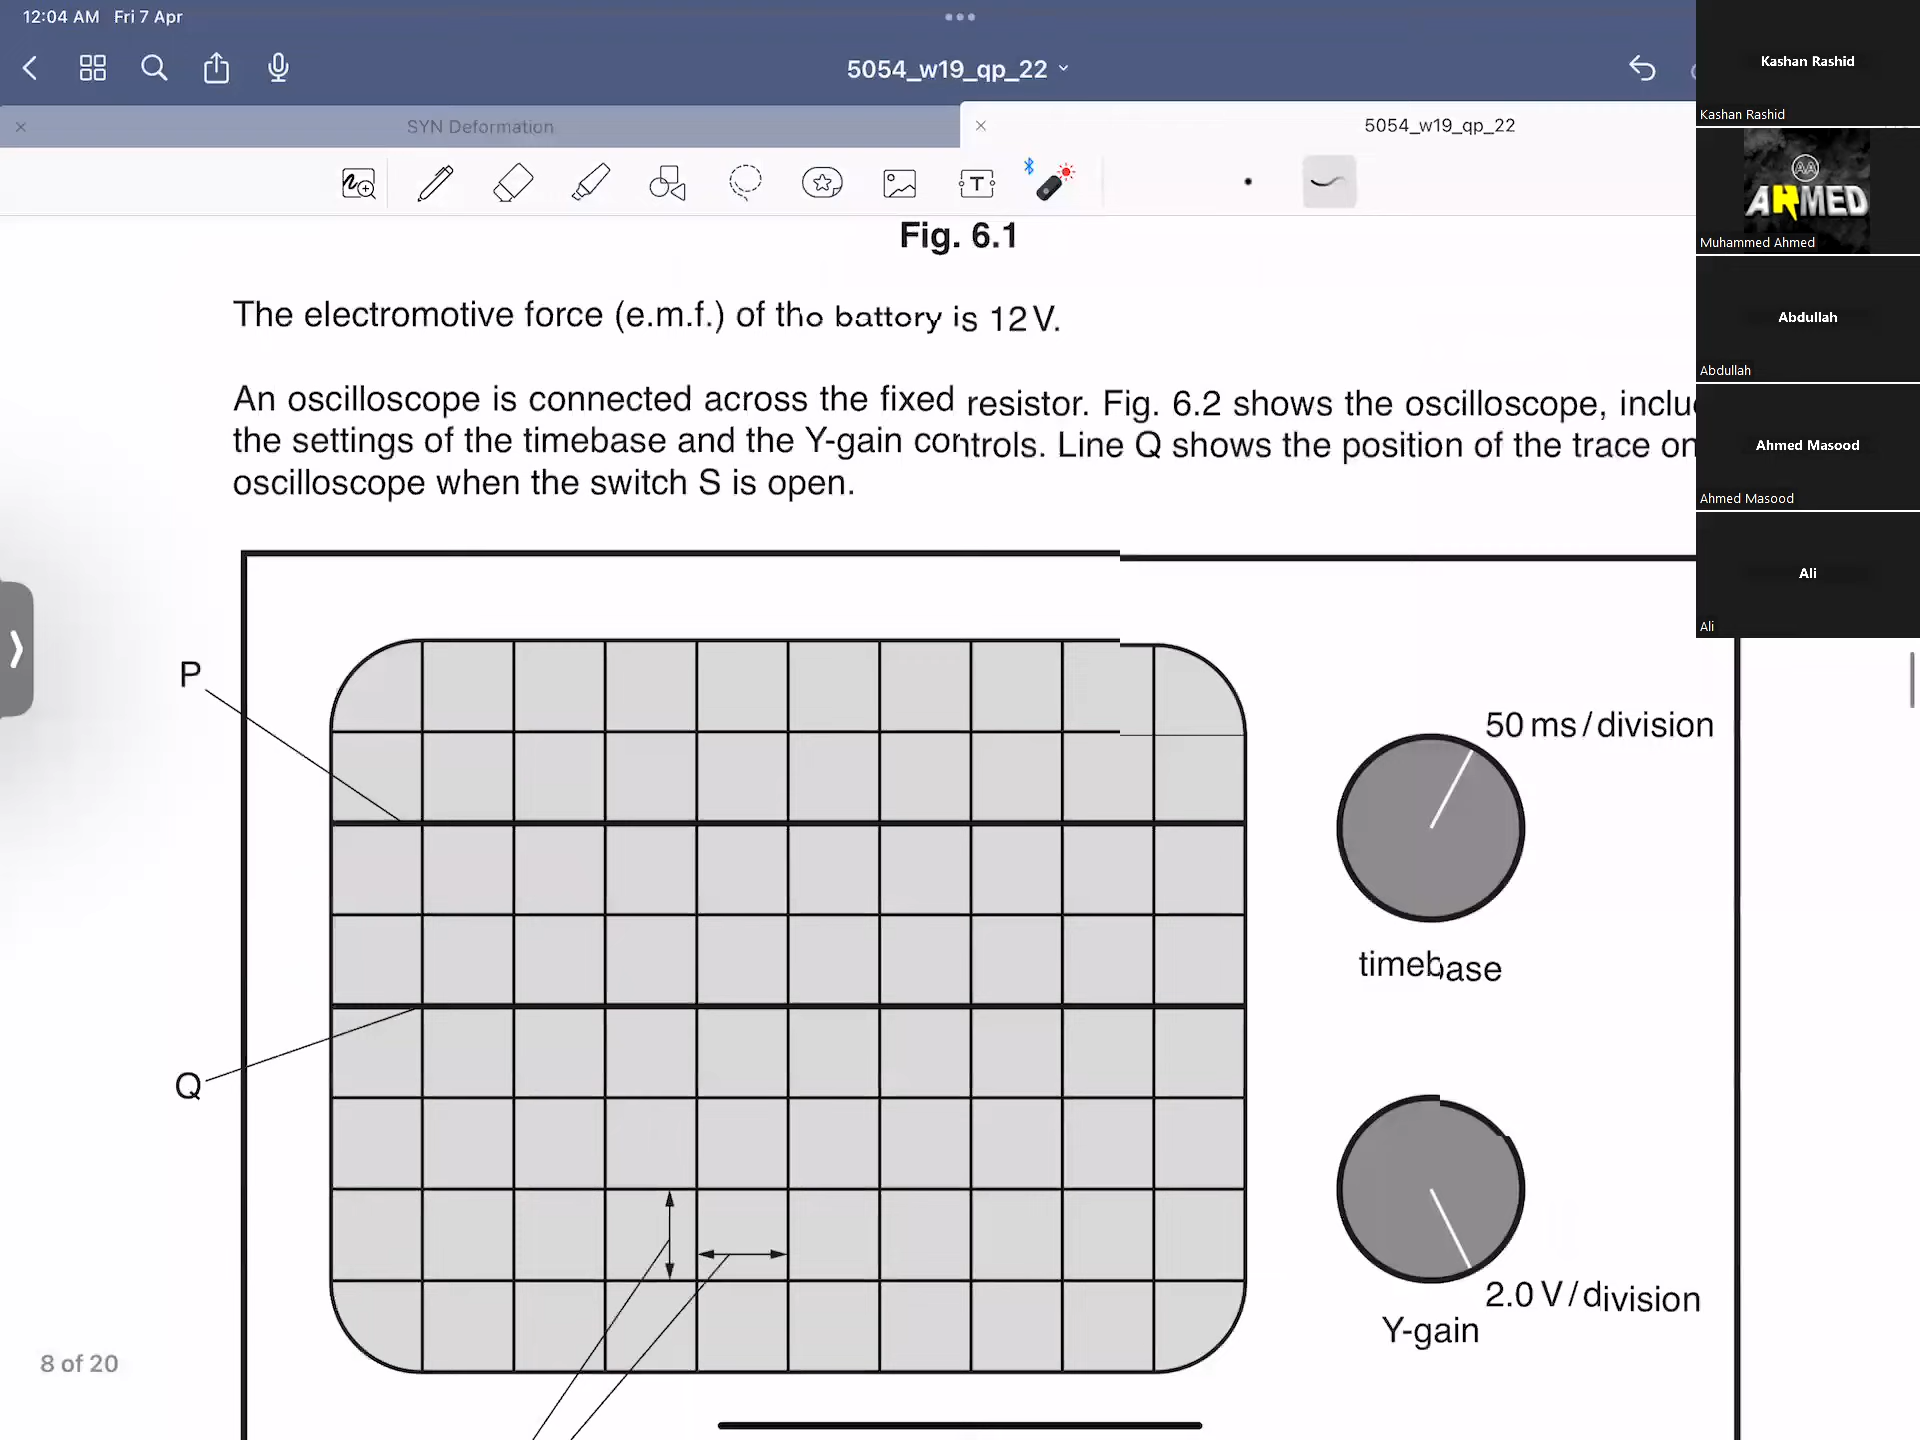 12:04 AM Fri 7 Apr
5054_w19_qp_22
SYN Deformation
5054_w19_qp_22
T
Kashan Rashid
Kashan Rashid
AA
ARMED
Muhammed Ahmed
Abdullah
Abdullah
Ahmed Masood
Ahmed Masood
Ali
Ali
Fig. 6.1
The electromotive force (e.m.f.) of the battery is 12 V.
An oscilloscope is connected across the fixed resistor. Fig. 6.2 shows the oscilloscope, inclu
the settings of the timebase and the Y-gain controls. Line Q shows the position of the trace on
oscilloscope when the switch S is open.
P
50 ms / division
timebase
Q
2.0 V / division
Y-gain
8 of 20